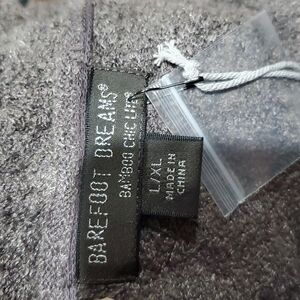 BAREFOOT DREAMS®
BAMBOO CHIC LITE®
L/XL
MADE IN
CHINA